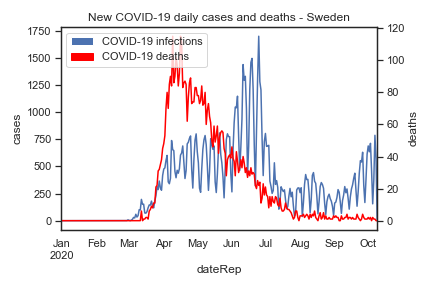 New COVID-19 daily cases and deaths - Sweden
COVID-19 infections
COVID-19 deaths
1750
1500
1250
1000
750
500
250
0
cases
120
100
80
60
40
20
0
deaths
Jan Feb Mar Apr May Jun Jul Aug Sep Oct
2020
dateRep